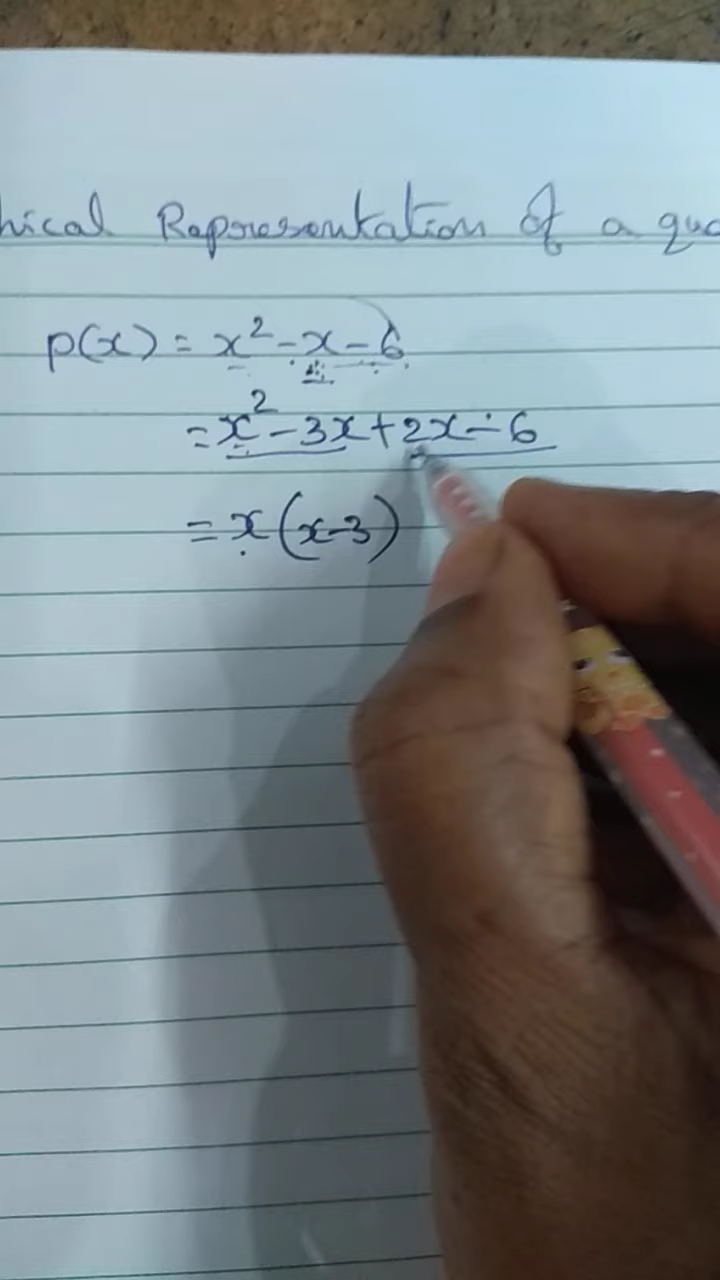 hical Representation of a qua
p(x) = x² - x - 6
= x² - 3x + 2x - 6
= x(x-3)